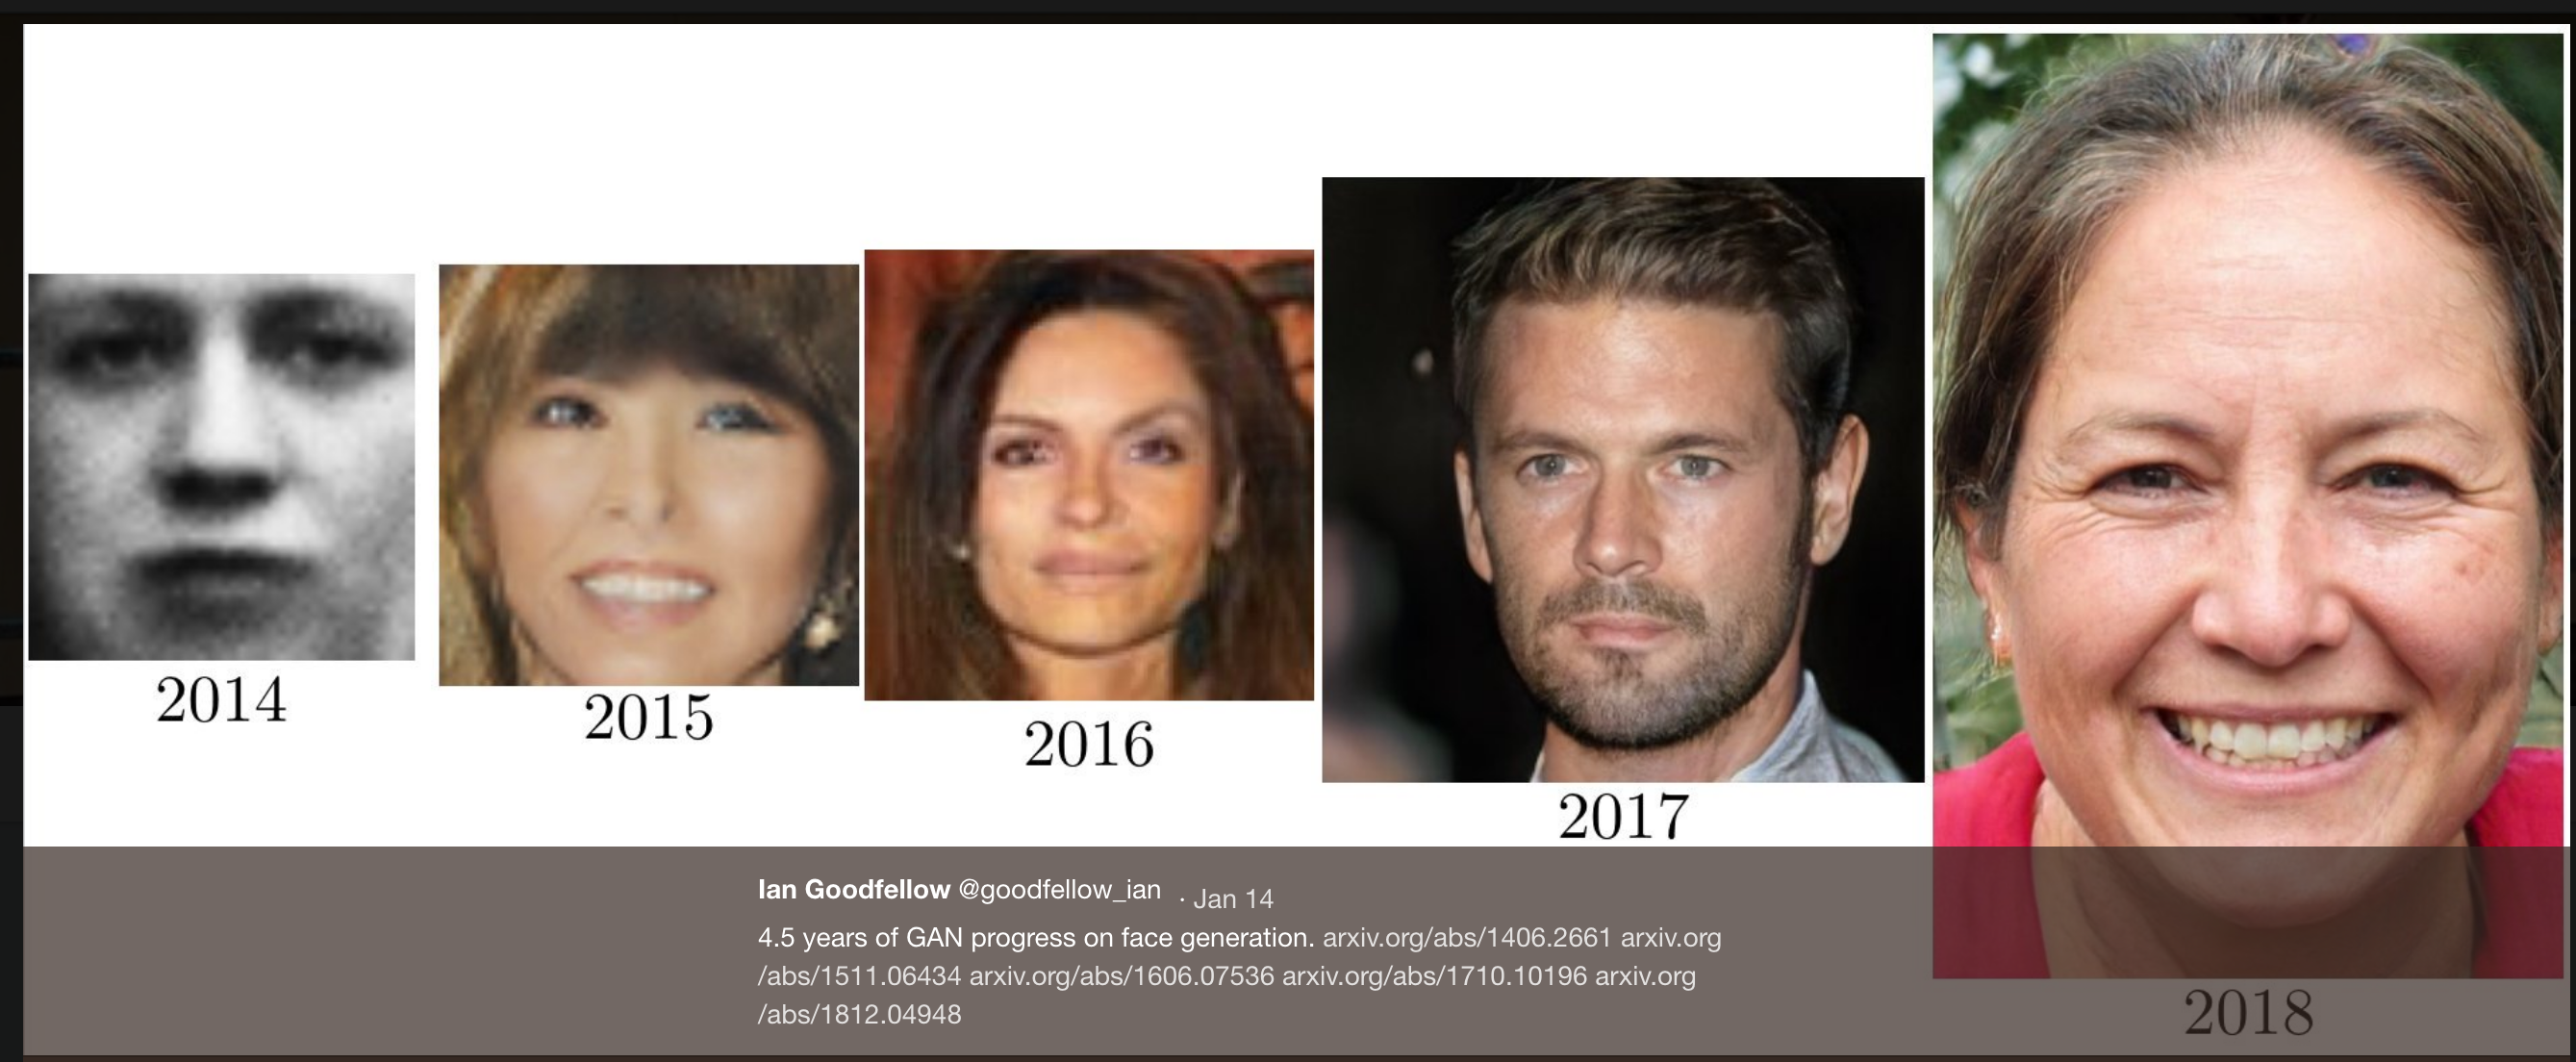 2014
2015
2016
2017
2018
Ian Goodfellow @goodfellow_ian · Jan 14
4.5 years of GAN progress on face generation. arxiv.org/abs/1406.2661 arxiv.org
/abs/1511.06434 arxiv.org/abs/1606.07536 arxiv.org/abs/1710.10196 arxiv.org
/abs/1812.04948